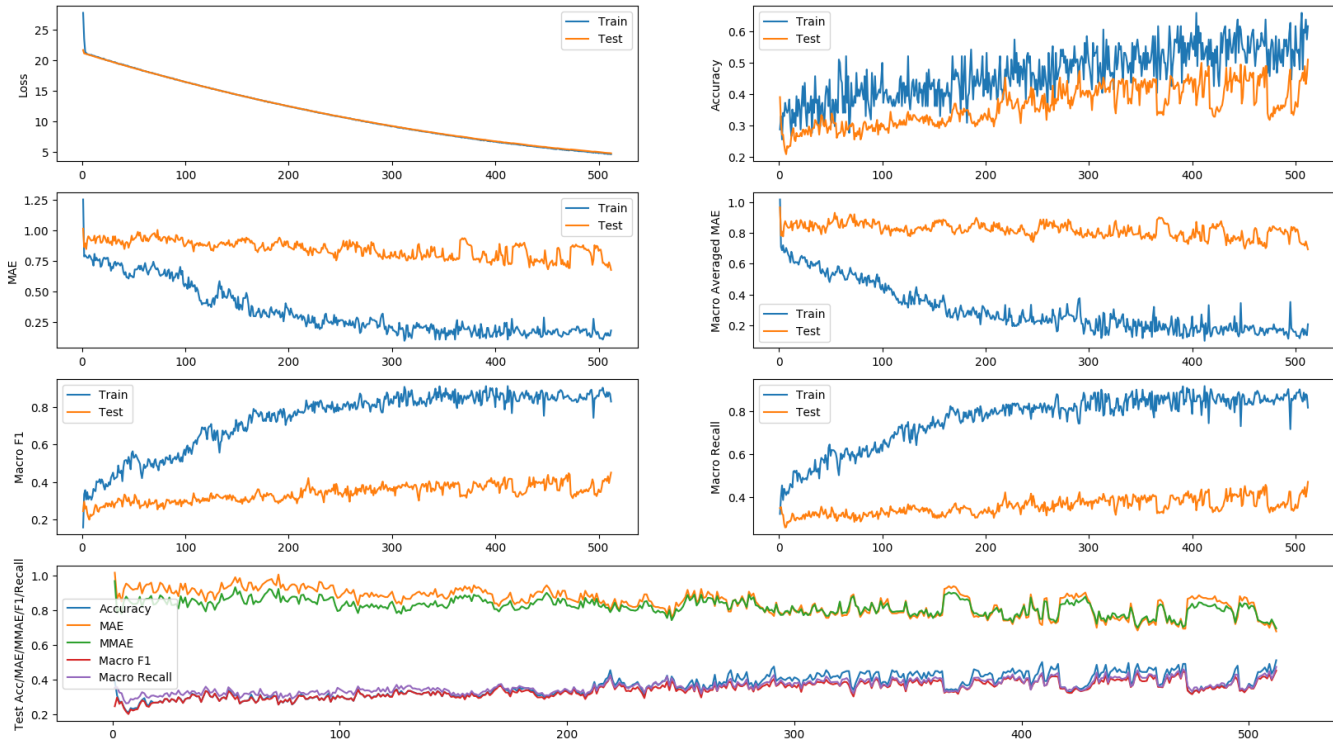 Loss
25
20
15
10
5
0 100 200 300 400 500
Train
Test
Accuracy
0.6
0.5
0.4
0.3
0.2
0 100 200 300 400 500
Train
Test
MAE
1.25
1.00
0.75
0.50
0.25
0 100 200 300 400 500
Train
Test
Macro Averaged MAE
1.0
0.8
0.6
0.4
0.2
0 100 200 300 400 500
Train
Test
Macro F1
0.8
0.6
0.4
0.2
0 100 200 300 400 500
Train
Test
Macro Recall
0.8
0.6
0.4
0 100 200 300 400 500
Train
Test
Test Acc/MAE/MMAE/F1/Recall
1.0
0.8
0.6
0.4
0.2
0 100 200 300 400 500
Accuracy
MAE
MMAE
Macro F1
Macro Recall